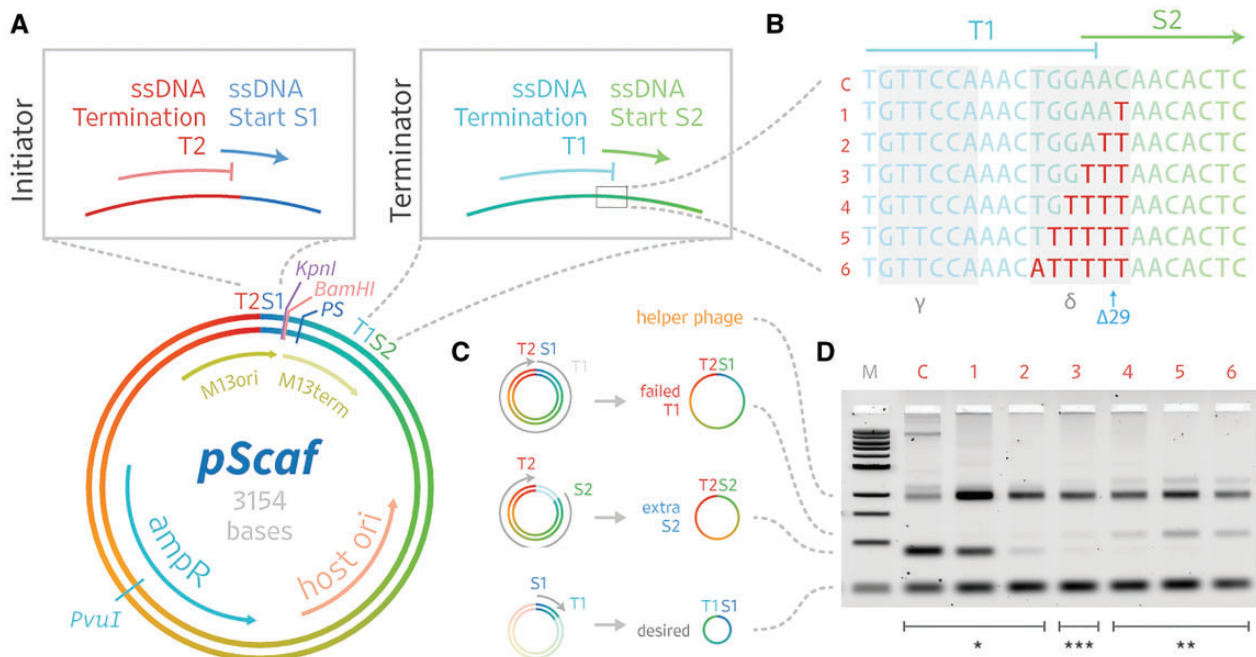 A
Initiator
ssDNA
Termination
T2
ssDNA
Start S1
Terminator
ssDNA
Termination
T1
ssDNA
Start S2
T2S1
KpnI
BamHI
PS
T1S2
M13ori
M13term
pScaf
3154
bases
ampR
host ori
PvuI
B
T1
S2
C TGTTCCAAACTGGAACAACACTC
1 TGTTCCAAACTGGAATAACACTC
2 TGTTCCAAACTGGATTAACACTC
3 TGTTCCAAACTGGTTTAACACTC
4 TGTTCCAAACTGTTTTAACACTC
5 TGTTCCAAACTTTTTTAACACTC
6 TGTTCCAAACATTTTTAACACTC
γ
δ
↑
Δ29
C
T2 S1
T1
failed
T1
T2S1
T2
S2
extra
S2
T2S2
S1
T1
desired
T1S1
helper phage
D
M C 1 2 3 4 5 6
* *** **